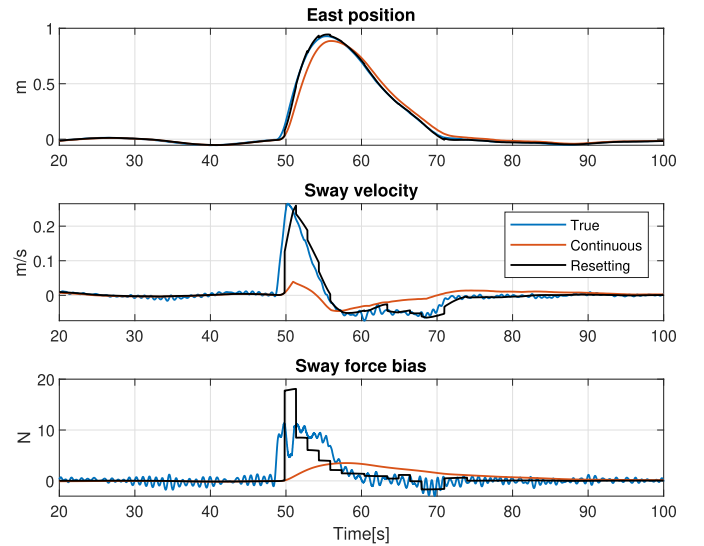 East position
1
0.5
0
m
20 30 40 50 60 70 80 90 100
Sway velocity
0.2
0.1
0
m/s
True
Continuous
Resetting
20 30 40 50 60 70 80 90 100
Sway force bias
20
10
0
N
20 30 40 50 60 70 80 90 100
Time[s]